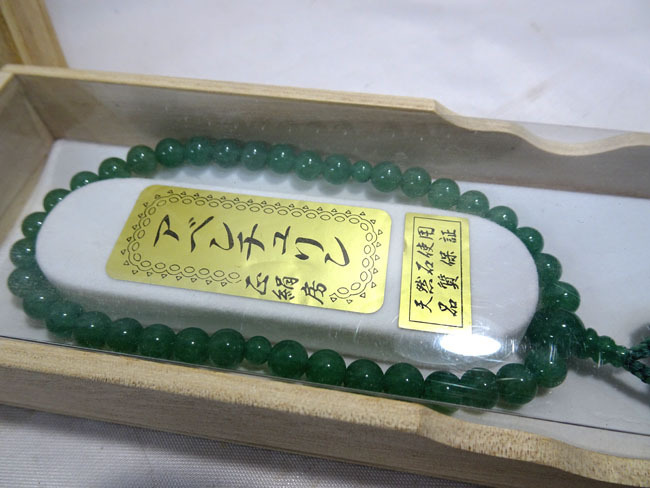 アベンチュリン
正絹房
天然石使用
品質保証